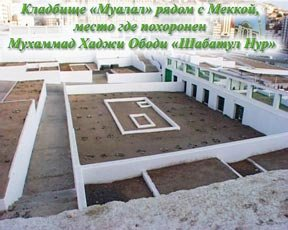 Кладбище «Муалал» рядом с Меккой,
место где похоронен
Мухаммад Хаджи Ободи «Шабатул Нур»